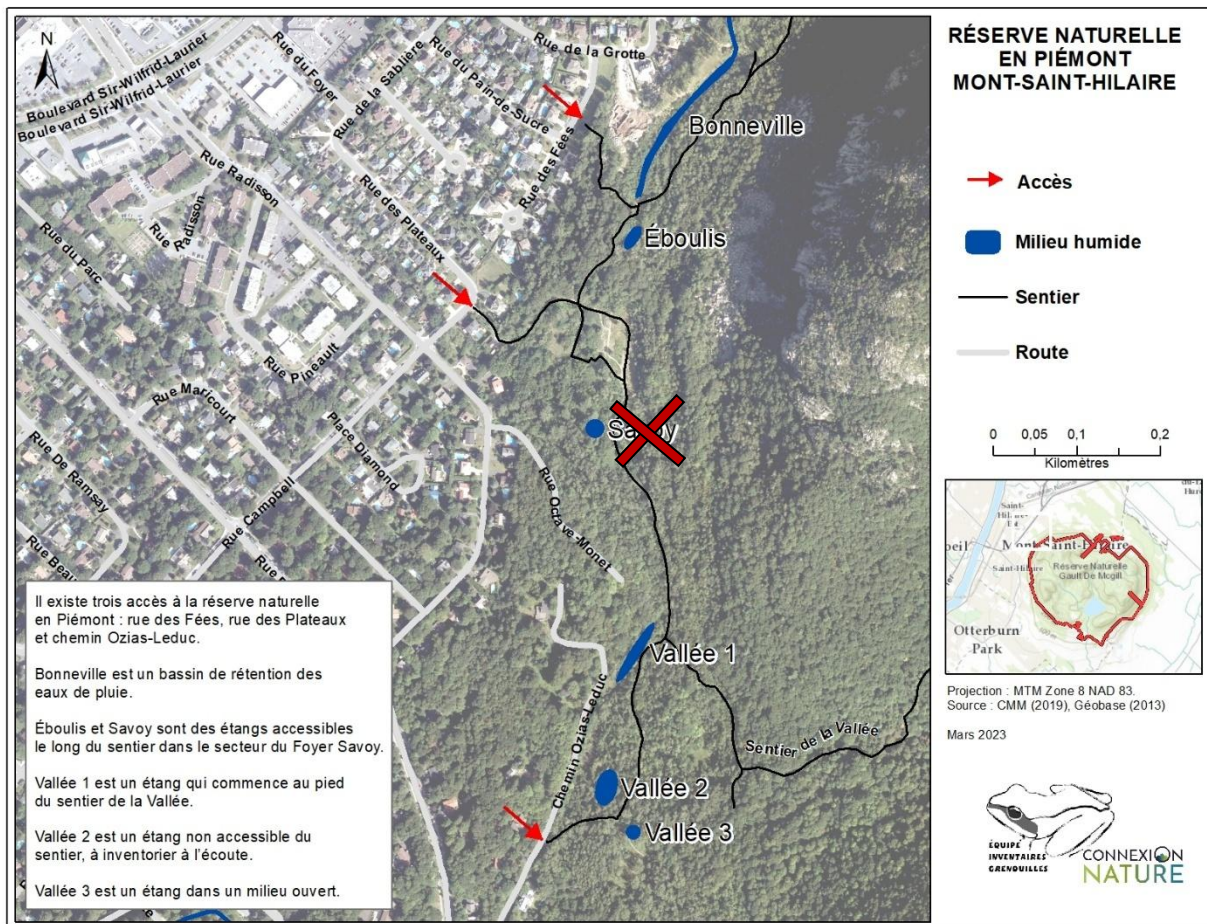 N
Boulevard Sir-Wilfrid-Laurier
Boulevard Sir-Wilfrid-Laurier
Rue du Foyer
Rue de la Sablière
Rue du Pain-de-Sucre
Rue de la Grotte
Rue des Fées
Bonneville
Rue Radisson
Rue Radisson
Rue des Plateaux
Éboulis
Rue du Parc
Rue Pineault
Rue Maricourt
Place Diamond
Savoy
Rue De Ramsay
Rue Campbell
Rue Octave-Monet
Vallée 1
Chemin Ozias-Leduc
Sentier de la Vallée
Vallée 2
Vallée 3
Il existe trois accès à la réserve naturelle
en Piémont : rue des Fées, rue des Plateaux
et chemin Ozias-Leduc.
Bonneville est un bassin de rétention des
eaux de pluie.
Éboulis et Savoy sont des étangs accessibles
le long du sentier dans le secteur du Foyer Savoy.
Vallée 1 est un étang qui commence au pied
du sentier de la Vallée.
Vallée 2 est un étang non accessible du
sentier, à inventorier à l'écoute.
Vallée 3 est un étang dans un milieu ouvert.
RÉSERVE NATURELLE
EN PIÉMONT
MONT-SAINT-HILAIRE
Accès
Milieu humide
Sentier
Route
0 0,05 0,1 0,2
Kilomètres
Mont-Saint-Hilaire
Saint-Hilaire
Réserve Naturelle
Gault De Mcgill
Otterburn
Park
Projection : MTM Zone 8 NAD 83.
Source : CMM (2019), Géobase (2013)
Mars 2023
ÉQUIPE
INVENTAIRES
GRENOUILLES
CONNEXION
NATURE